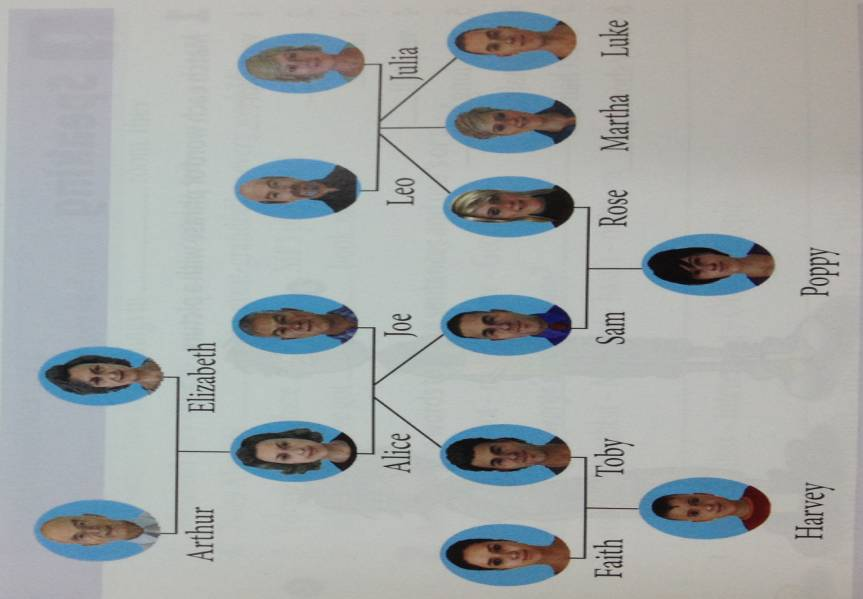 Arthur Elizabeth
Alice Joe Leo Julia
Faith Toby Sam Rose Martha Luke
Harvey Poppy